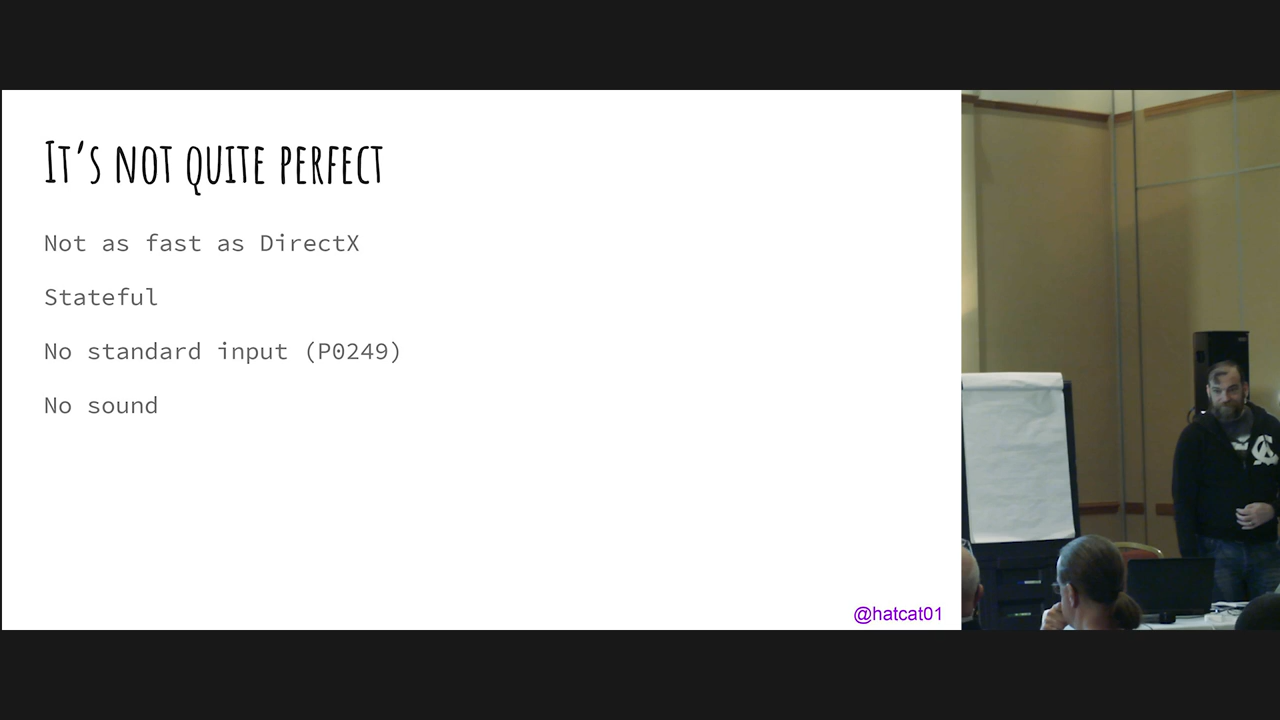 It's not quite perfect
Not as fast as DirectX
Stateful
No standard input (P0249)
No sound
@hatcat01